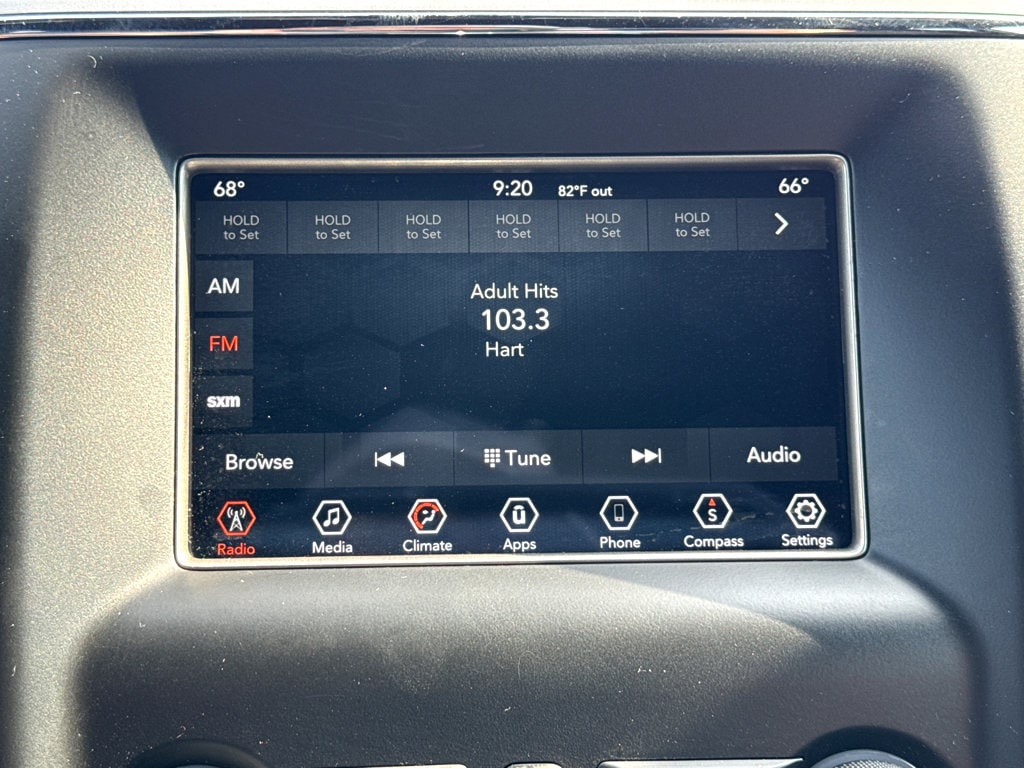 68° 9:20 82°F out 66°
HOLD HOLD HOLD HOLD HOLD HOLD
to Set to Set to Set to Set to Set to Set
AM
FM
sxm
Adult Hits
103.3
Hart
Browse Tune Audio
ū S
Radio Media Climate Apps Phone Compass Settings